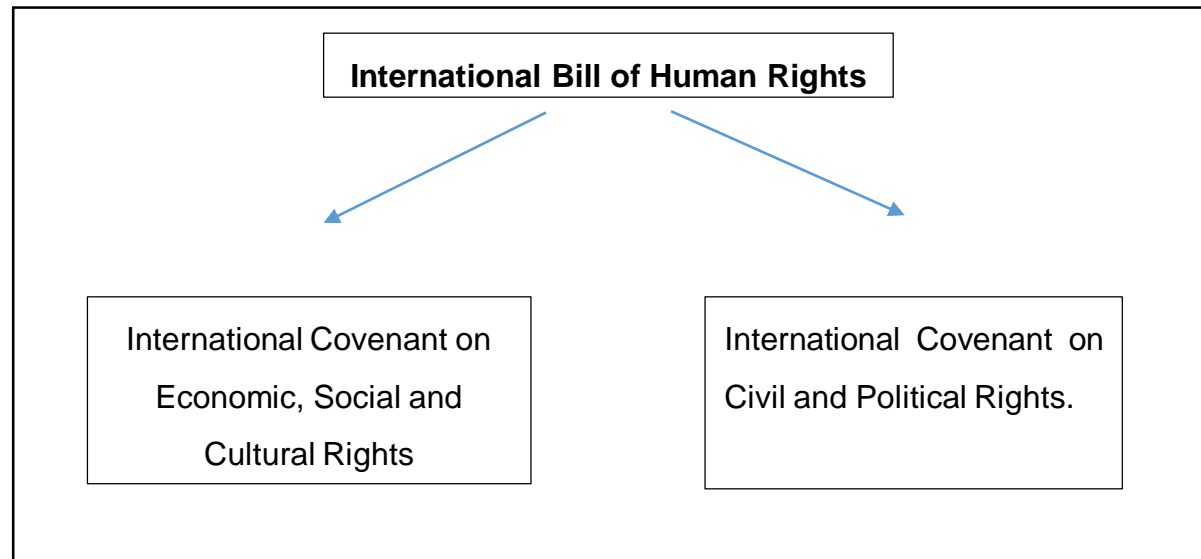 International Bill of Human Rights
International Covenant on
Economic, Social and
Cultural Rights
International Covenant on
Civil and Political Rights.